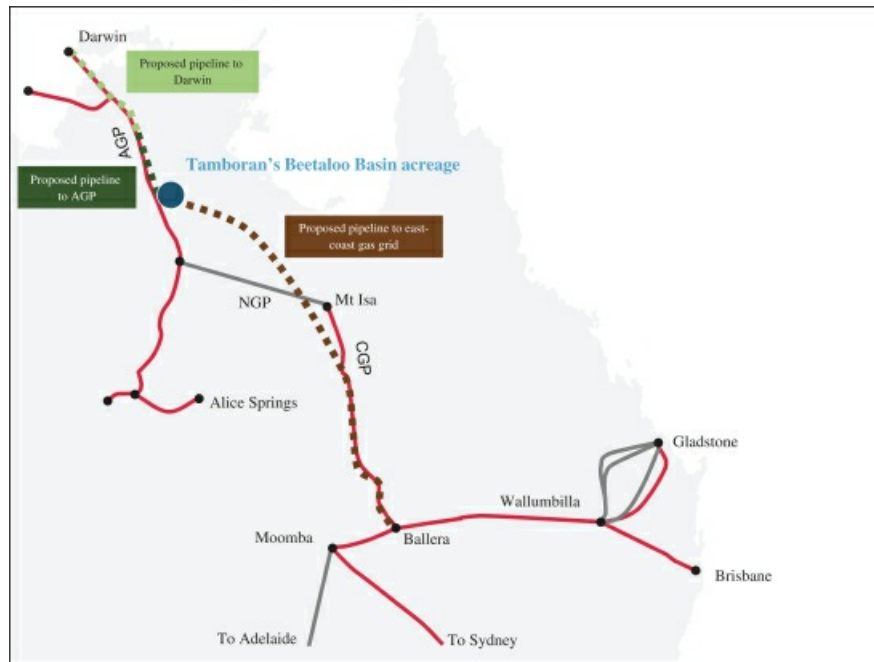 Darwin
Proposed pipeline to
Darwin
AGP
Tamboran's Beetaloo Basin acreage
Proposed pipeline
to AGP
Proposed pipeline to east-
coast gas grid
NGP
Mt Isa
CGP
Alice Springs
Gladstone
Wallumbilla
Moomba
Ballera
Brisbane
To Adelaide
To Sydney